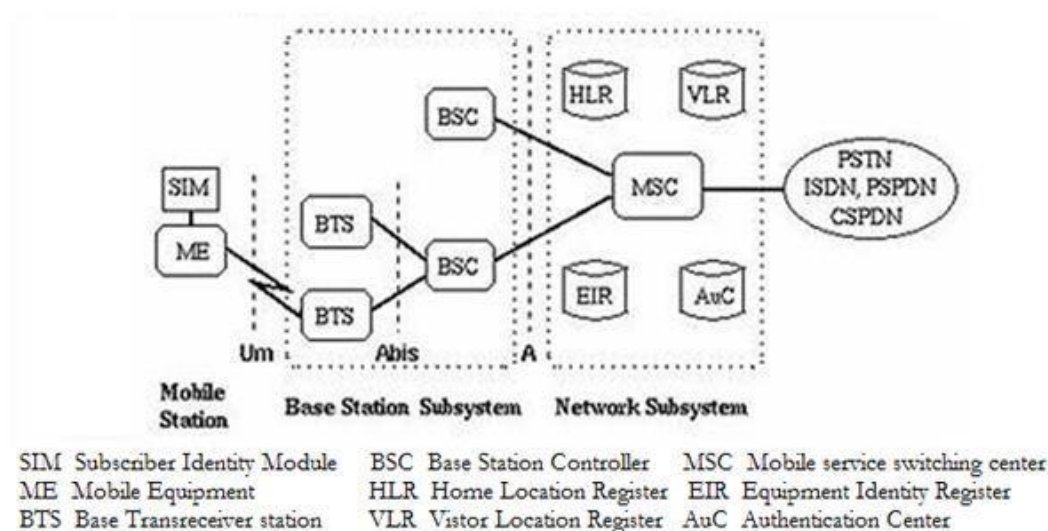 HLR VLR
BSC
PSTN
ISDN, PSPDN
CSPDN
MSC
SIM
BTS
ME
BSC
EIR AuC
BTS
Um Abis A
Mobile
Station
Base Station Subsystem Network Subsystem
SIM Subscriber Identity Module BSC Base Station Controller MSC Mobile service switching center
ME Mobile Equipment HLR Home Location Register EIR Equipment Identity Register
BTS Base Transreceiver station VLR Vistor Location Register AuC Authentication Center